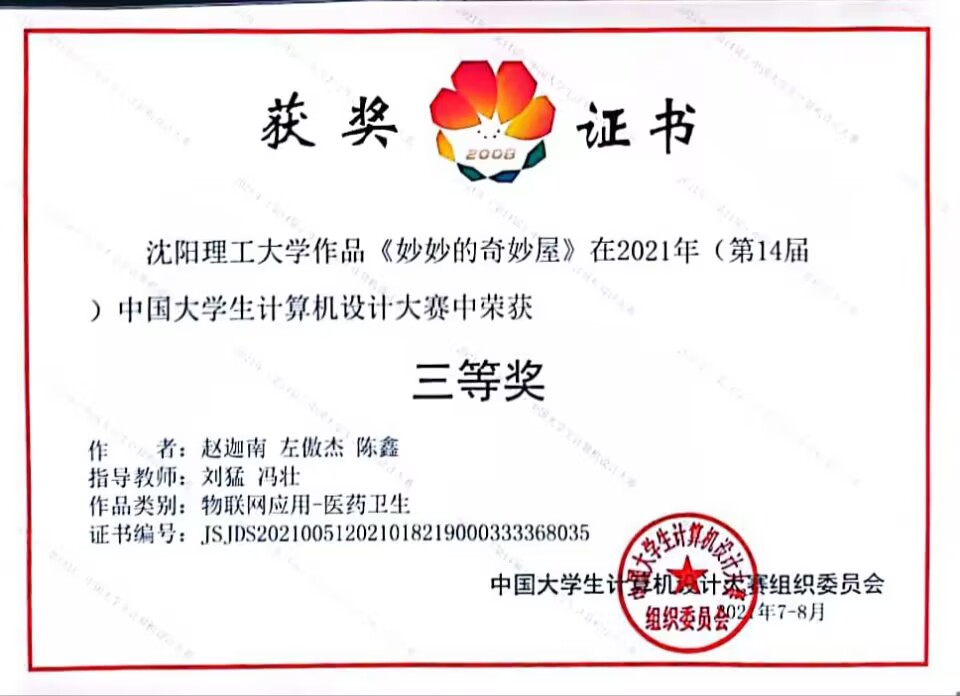 获奖 证书
2008
沈阳理工大学作品《妙妙的奇妙屋》在2021年（第14届
）中国大学生计算机设计大赛中荣获
三等奖
作 者：赵迦南 左傲杰 陈鑫
指导教师：刘猛 冯壮
作品类别：物联网应用-医药卫生
证书编号：JSJDS20210051202101821900033336​8035
中国大学生计算机设计大赛组织委员会
2021年7-8月
中国大学生计算机设计大赛
组织委员会